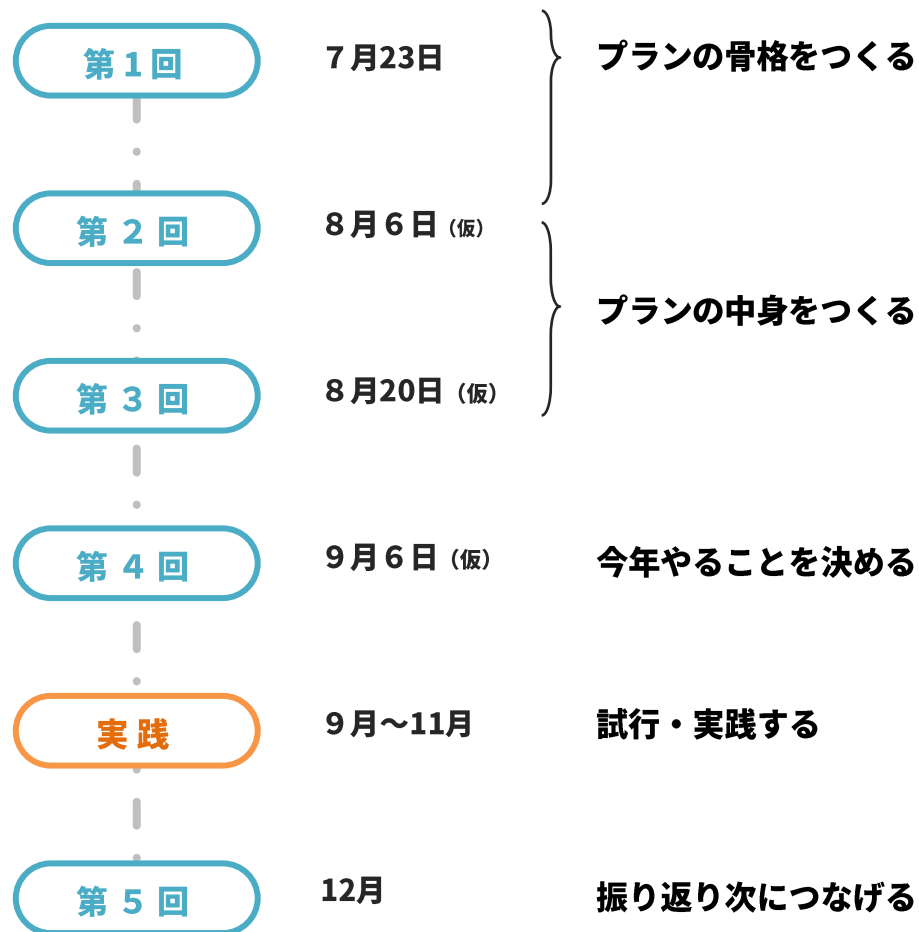 第１回 ７月23日 プランの骨格をつくる
第２回 ８月６日（仮）
プランの中身をつくる
第３回 ８月20日（仮）
第４回 ９月６日（仮） 今年やることを決める
実践 ９月～11月 試行・実践する
第５回 12月 振り返り次につなげる